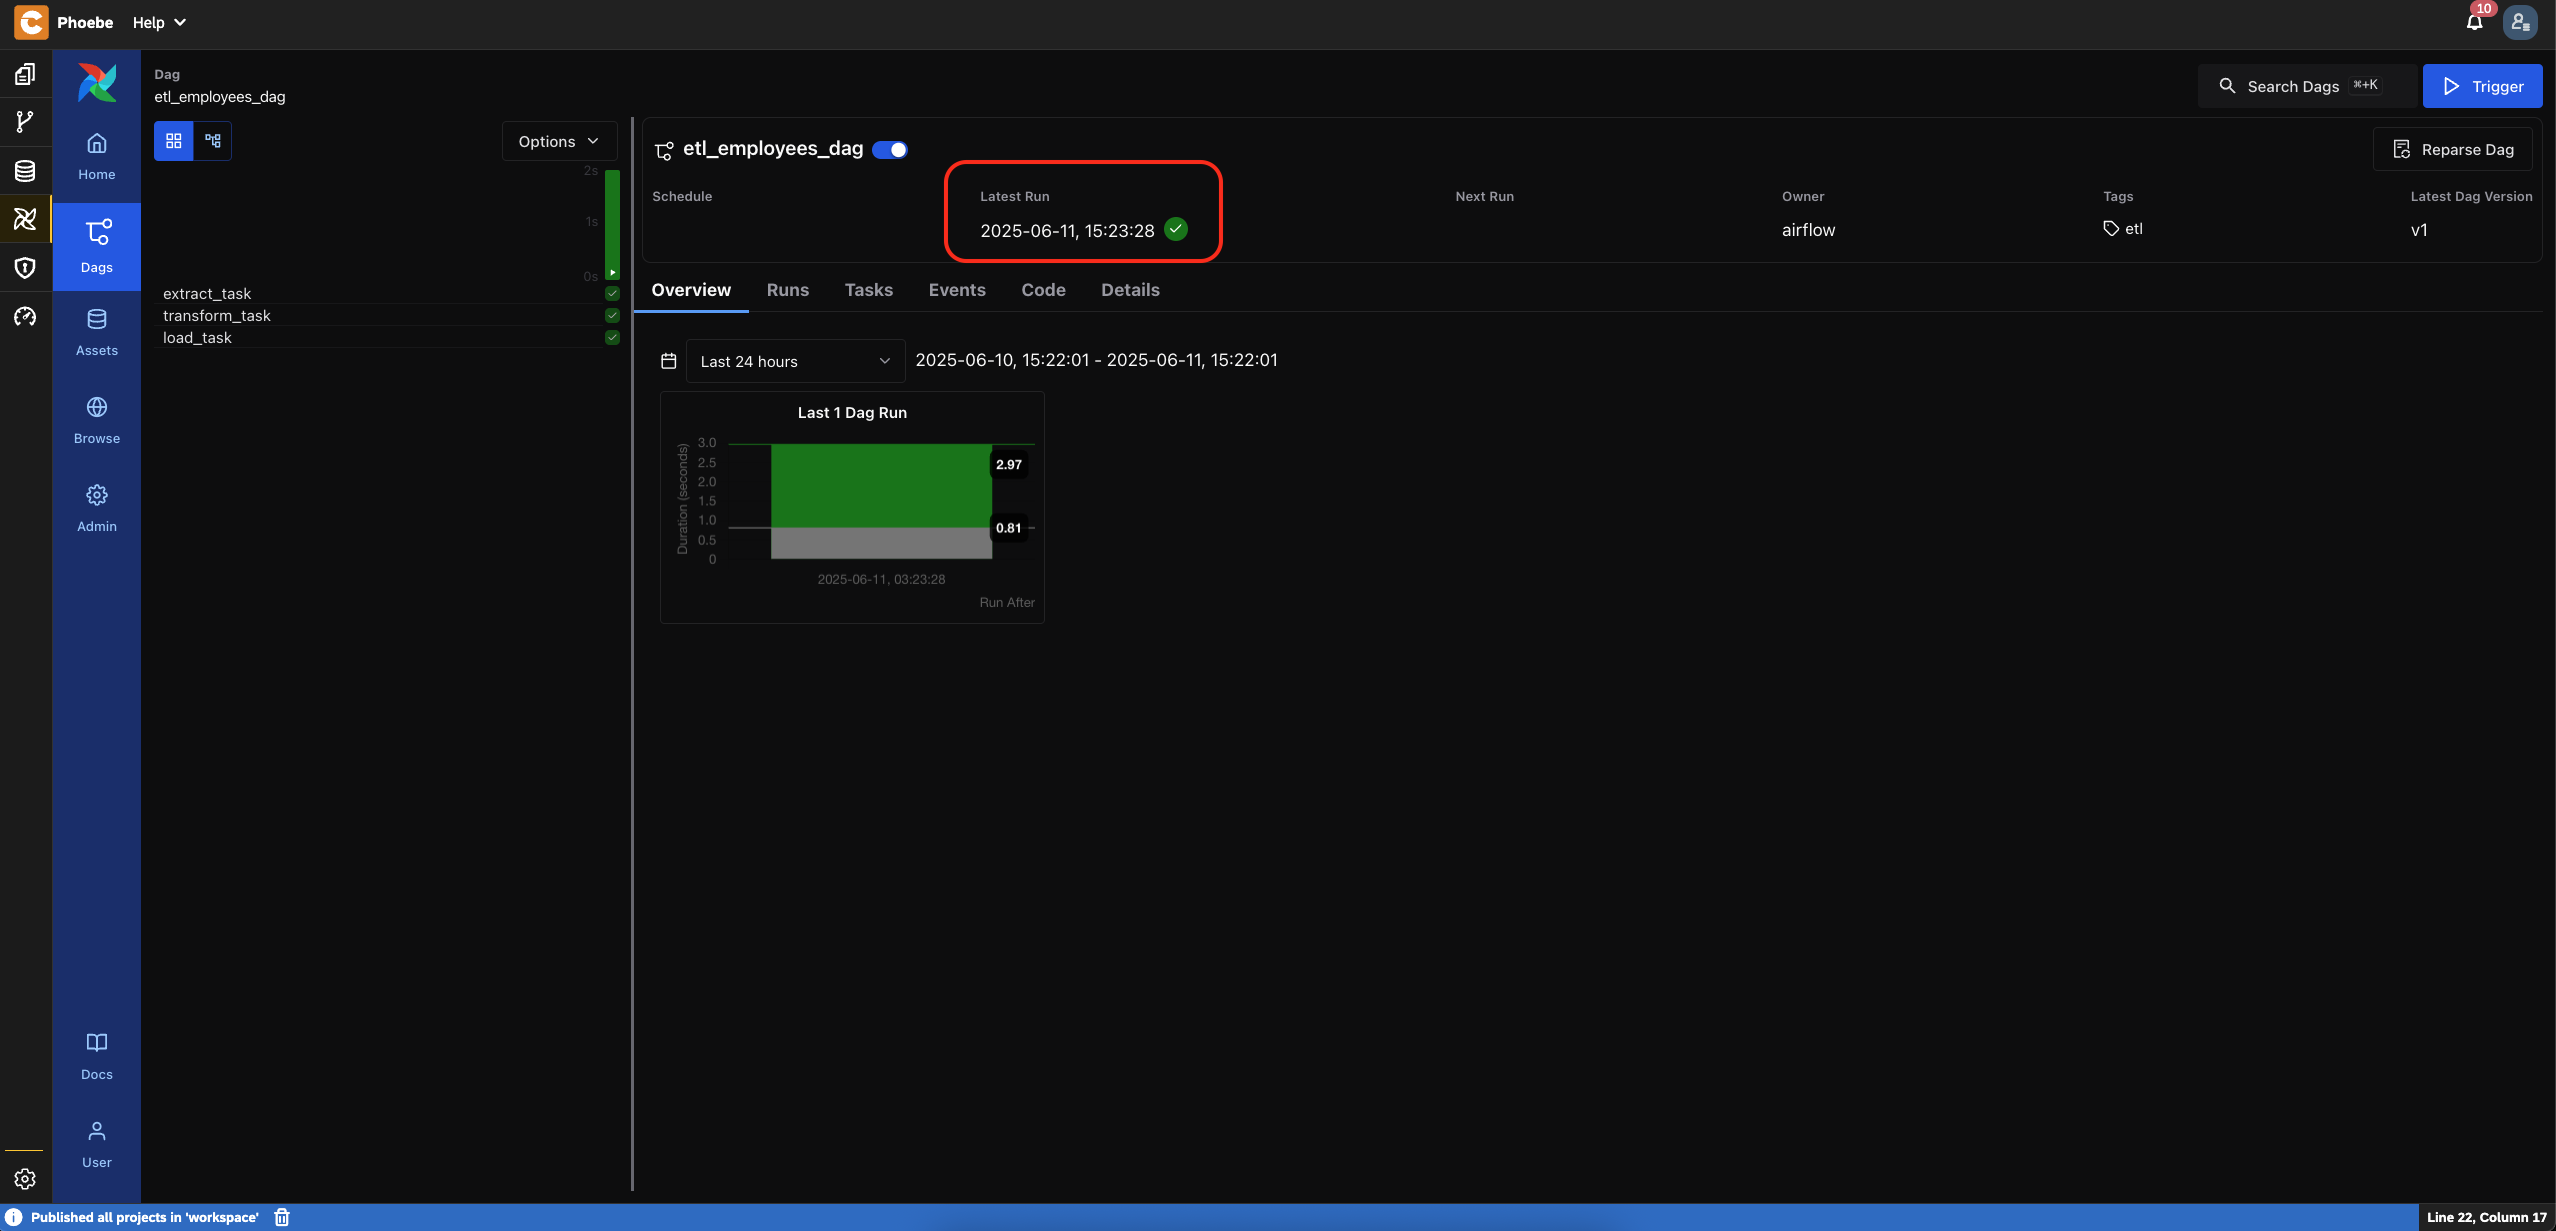 Phoebe Help
10
Dag
etl_employees_dag
Search Dags ⌘+K
Trigger
Home
Dags
Assets
Browse
Admin
Docs
User
Options
2s
1s
0s
extract_task
transform_task
load_task
etl_employees_dag
Reparse Dag
Schedule
Latest Run
2025-06-11, 15:23:28
Next Run
Owner
airflow
Tags
etl
Latest Dag Version
v1
Overview Runs Tasks Events Code Details
Last 24 hours
2025-06-10, 15:22:01 - 2025-06-11, 15:22:01
Last 1 Dag Run
Duration (seconds)
3.0
2.5
2.0
1.5
1.0
0.5
0
2.97
0.81
2025-06-11, 03:23:28
Run After
Published all projects in 'workspace'
Line 22, Column 17